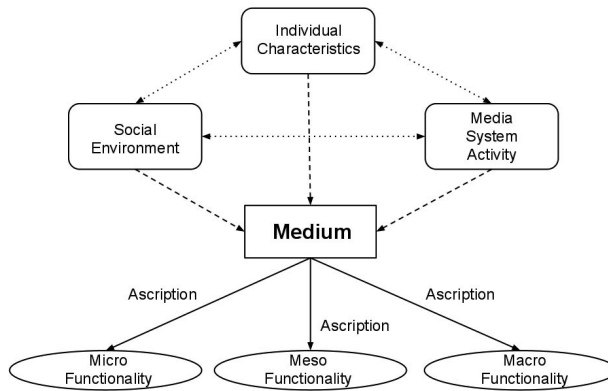 Individual
Characteristics
Social
Environment
Media
System
Activity
Medium
Ascription
Ascription
Ascription
Micro
Functionality
Meso
Functionality
Macro
Functionality